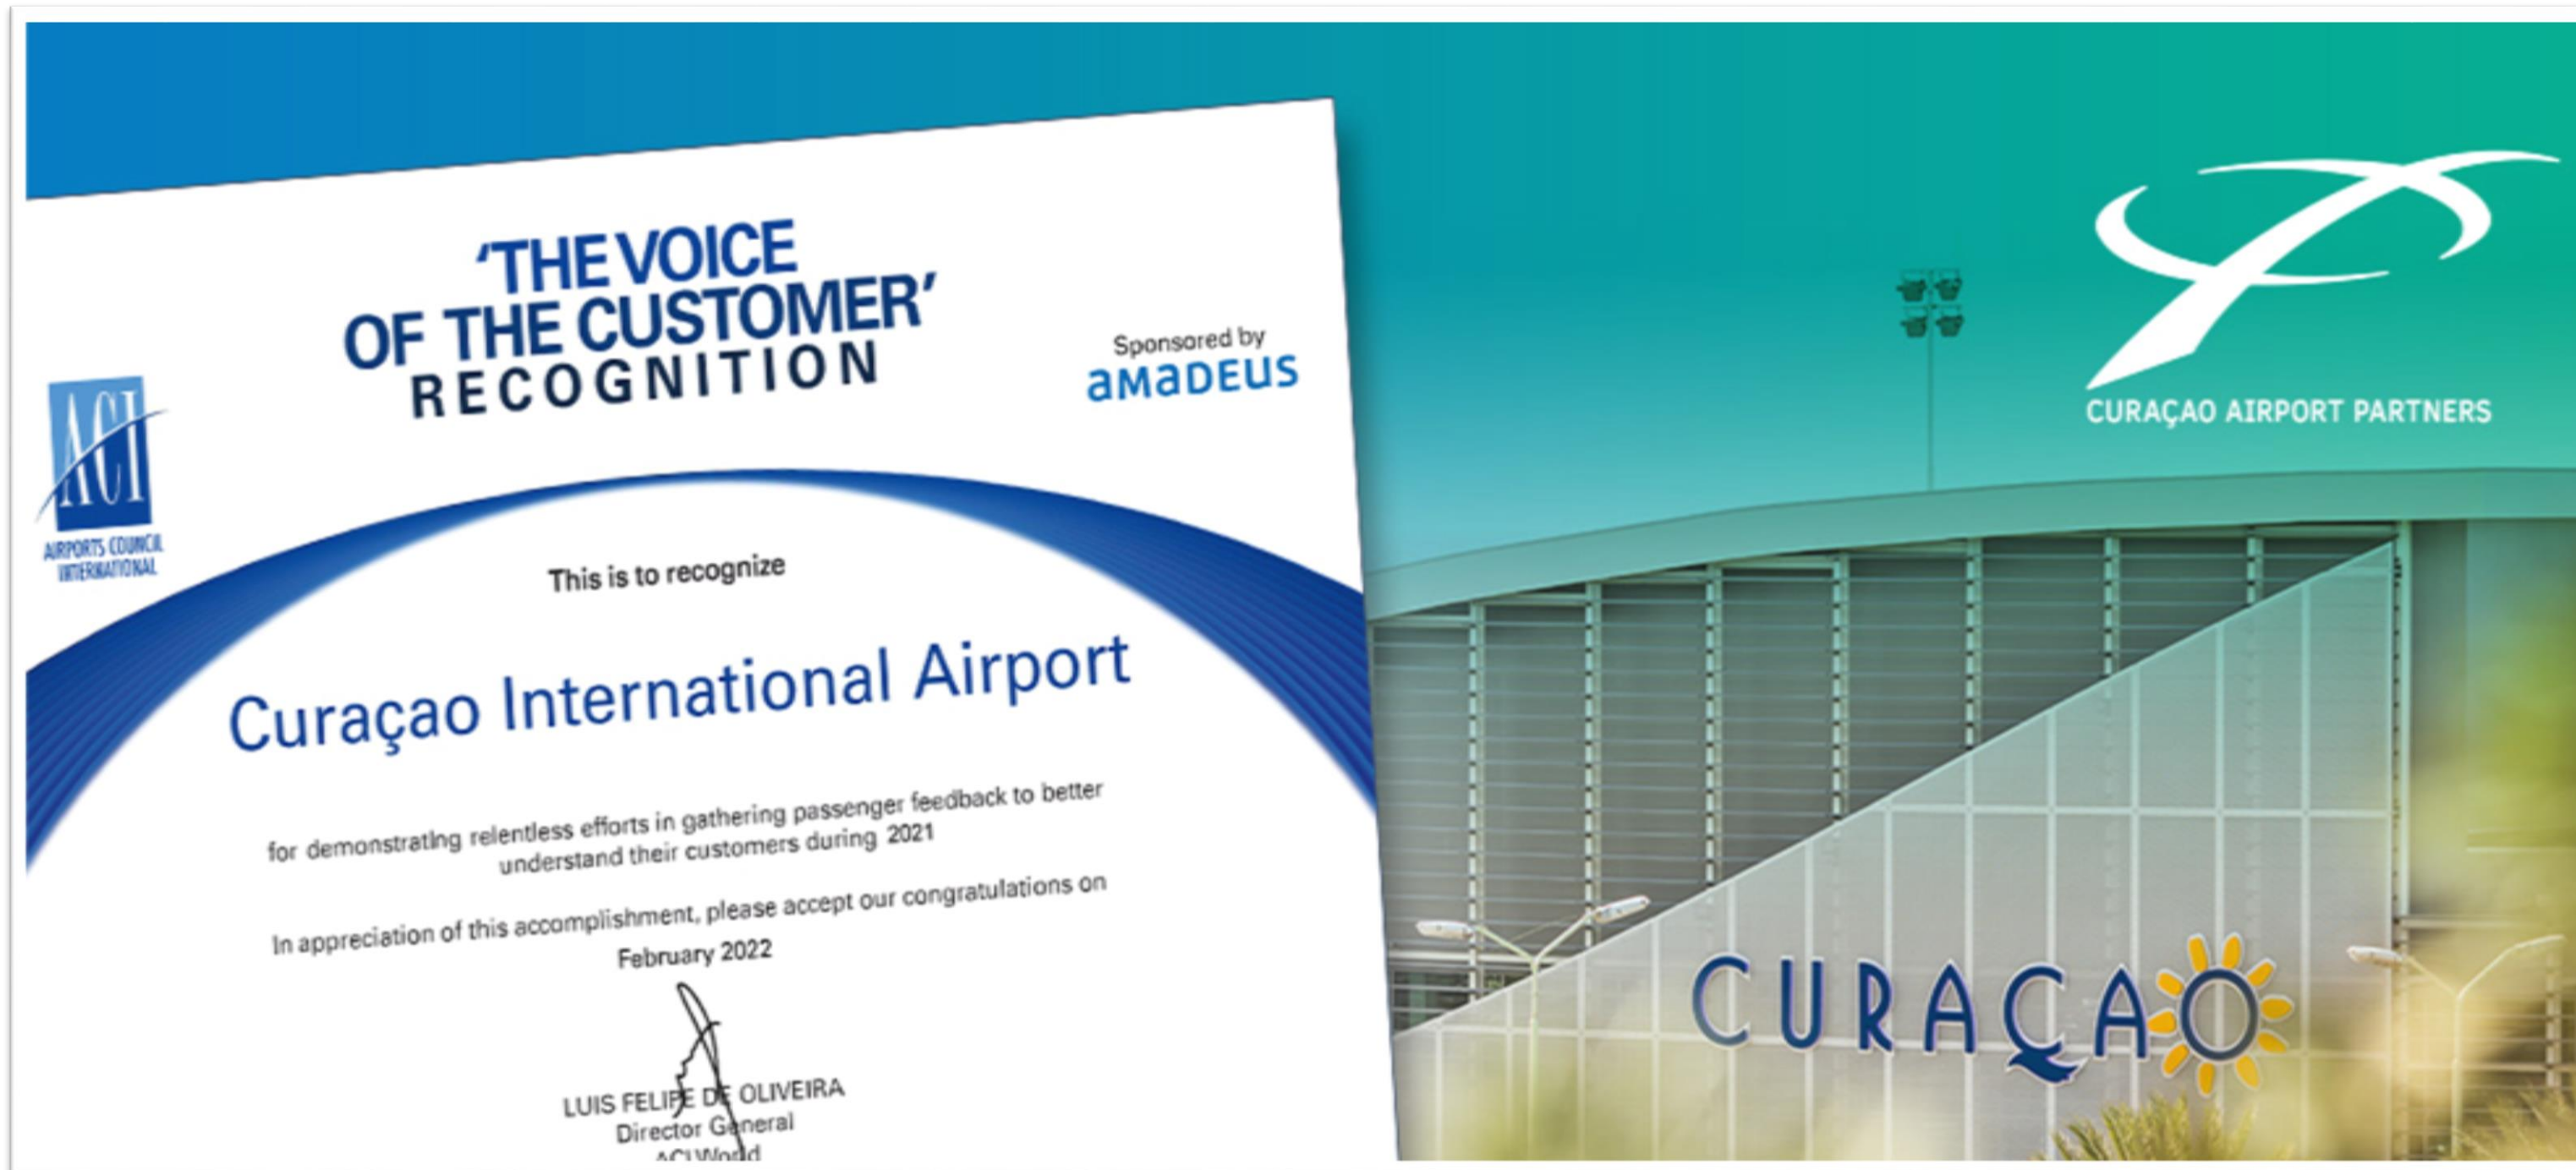 'THE VOICE
OF THE CUSTOMER'
RECOGNITION
Sponsored by
aMaDEUS
ACI
AIRPORTS COUNCIL
INTERNATIONAL
This is to recognize
Curaçao International Airport
for demonstrating relentless efforts in gathering passenger feedback to better
understand their customers during 2021
In appreciation of this accomplishment, please accept our congratulations on
February 2022
LUIS FELIPE DE OLIVEIRA
Director General
ACI World
CURAÇAO AIRPORT PARTNERS
CURAÇAO